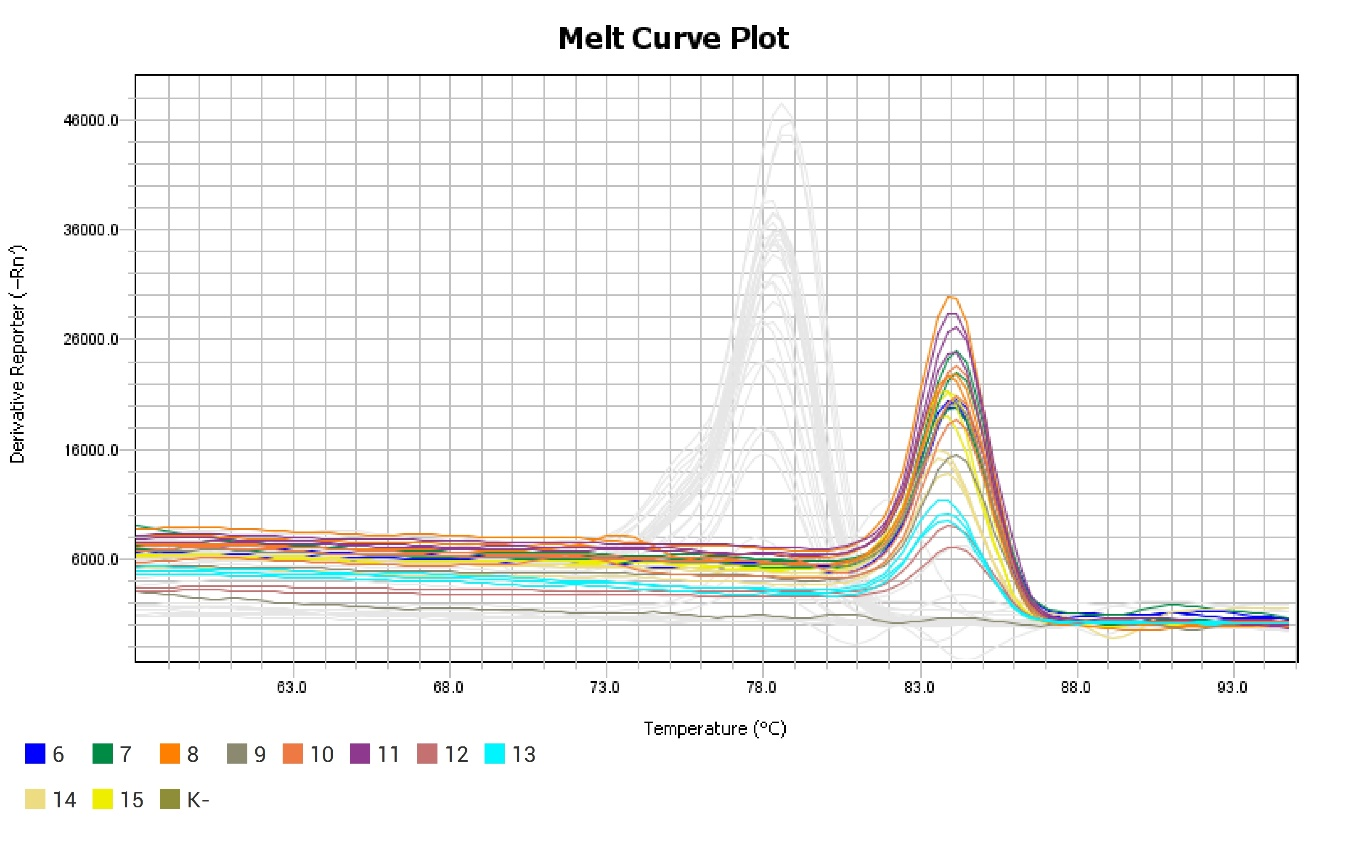 Melt Curve Plot
46000.0
36000.0
26000.0
16000.0
6000.0
Derivative Reporter (-Rn')
63.0 68.0 73.0 78.0 83.0 88.0 93.0
Temperature (°C)
6 7 8 9 10 11 12 13
14 15 K-